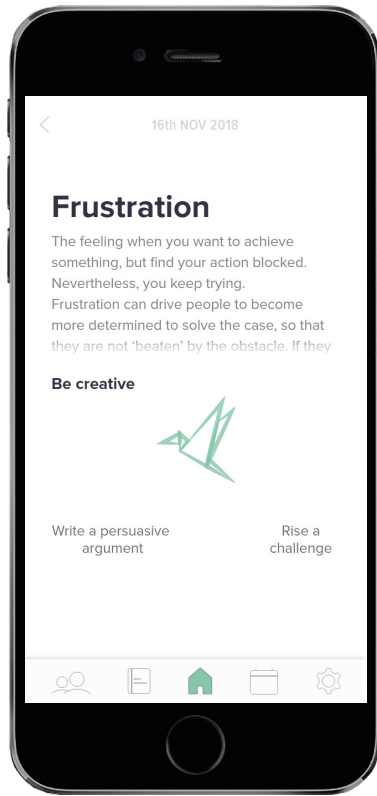 16th NOV 2018
Frustration
The feeling when you want to achieve
something, but find your action blocked.
Nevertheless, you keep trying.
Frustration can drive people to become
more determined to solve the case, so that
they are not ‘beaten’ by the obstacle. If they
Be creative
Write a persuasive
argument
Rise a
challenge